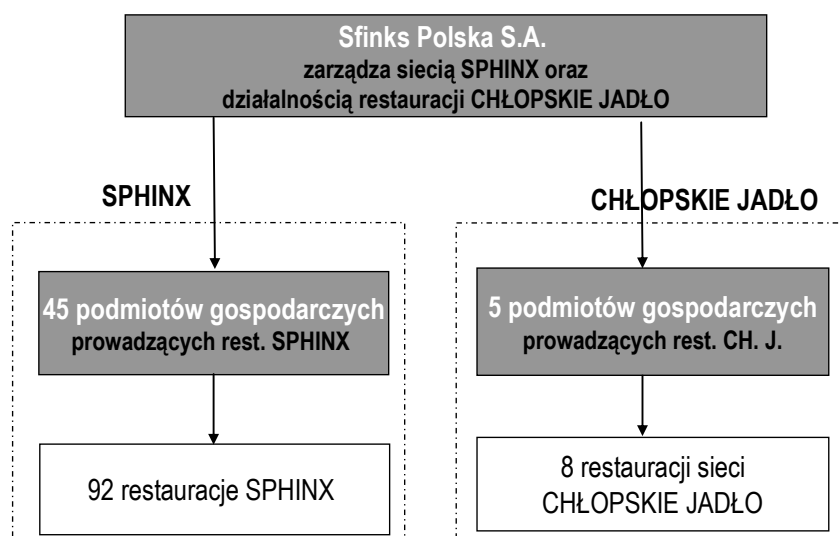 Sfinks Polska S.A.
zarządza siecią SPHINX oraz
działalnością restauracji CHŁOPSKIE JADŁO
SPHINX
45 podmiotów gospodarczych
prowadzących rest. SPHINX
92 restauracje SPHINX
CHŁOPSKIE JADŁO
5 podmiotów gospodarczych
prowadzących rest. CH. J.
8 restauracji sieci
CHŁOPSKIE JADŁO